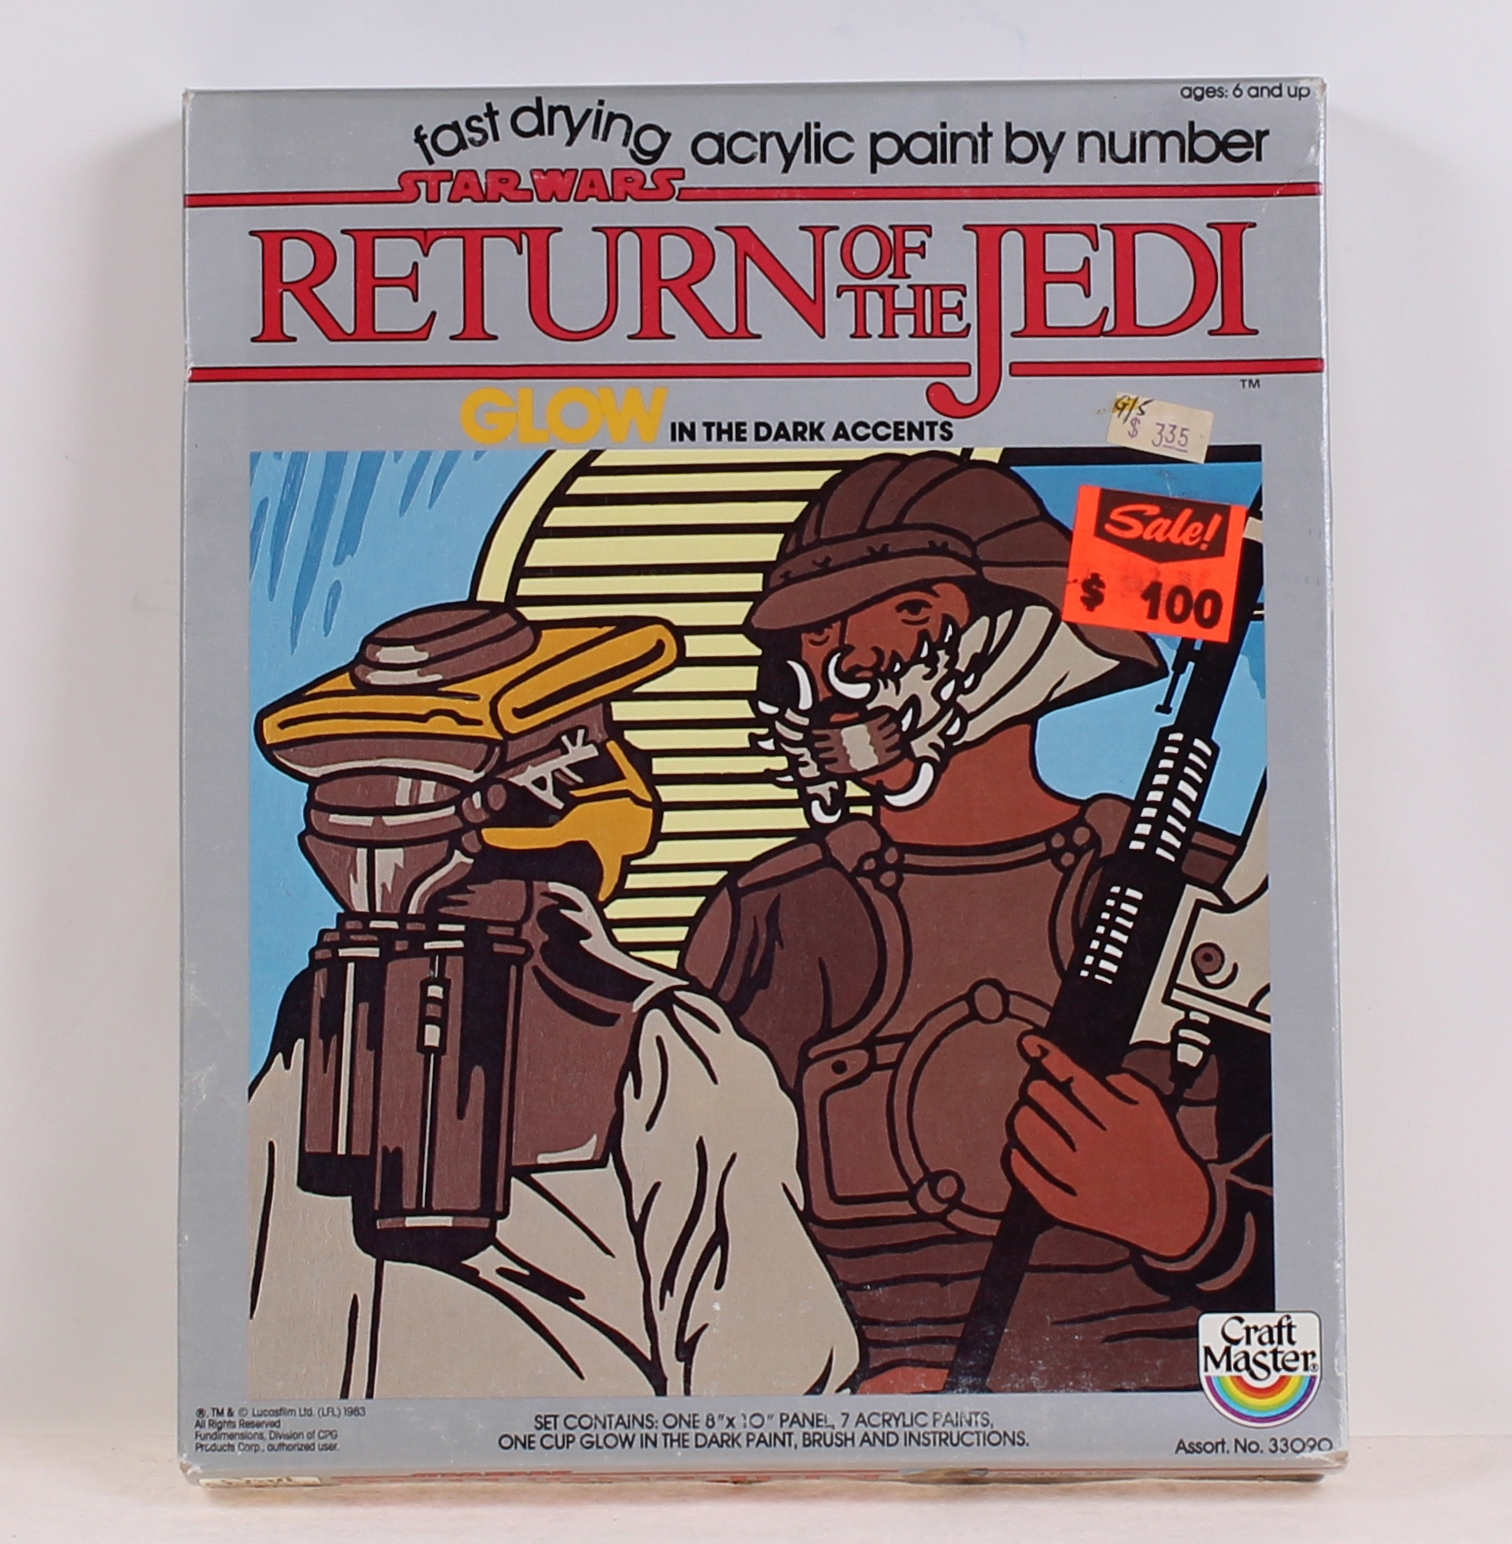 ages: 6 and up
fast drying acrylic paint by number
STAR WARS
RETURN OF THE JEDI
TM
GLOW IN THE DARK ACCENTS
G/5
$ 335
Sale!
$ 100
Craft
Master®
®, TM & © Lucasfilm Ltd. (LFL) 1983
All Rights Reserved
Fundimensions, Division of CPG
Products Corp., authorized user.
SET CONTAINS: ONE 8"x 10" PANEL, 7 ACRYLIC PAINTS,
ONE CUP GLOW IN THE DARK PAINT, BRUSH AND INSTRUCTIONS.
Assort. No. 33090